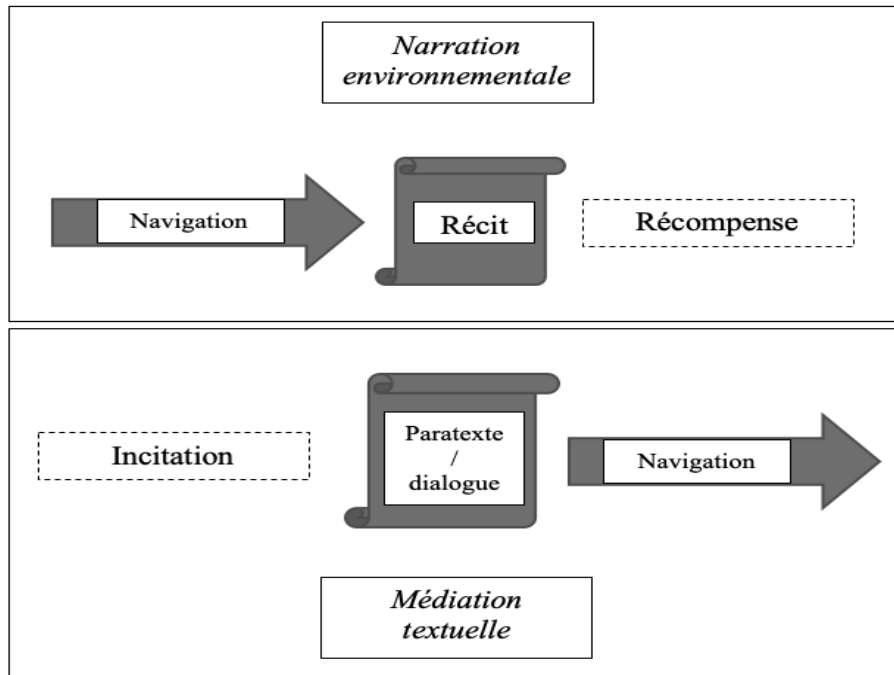 Narration
environnementale
Navigation
Récit
Récompense
Incitation
Paratexte
/
dialogue
Navigation
Médiation
textuelle